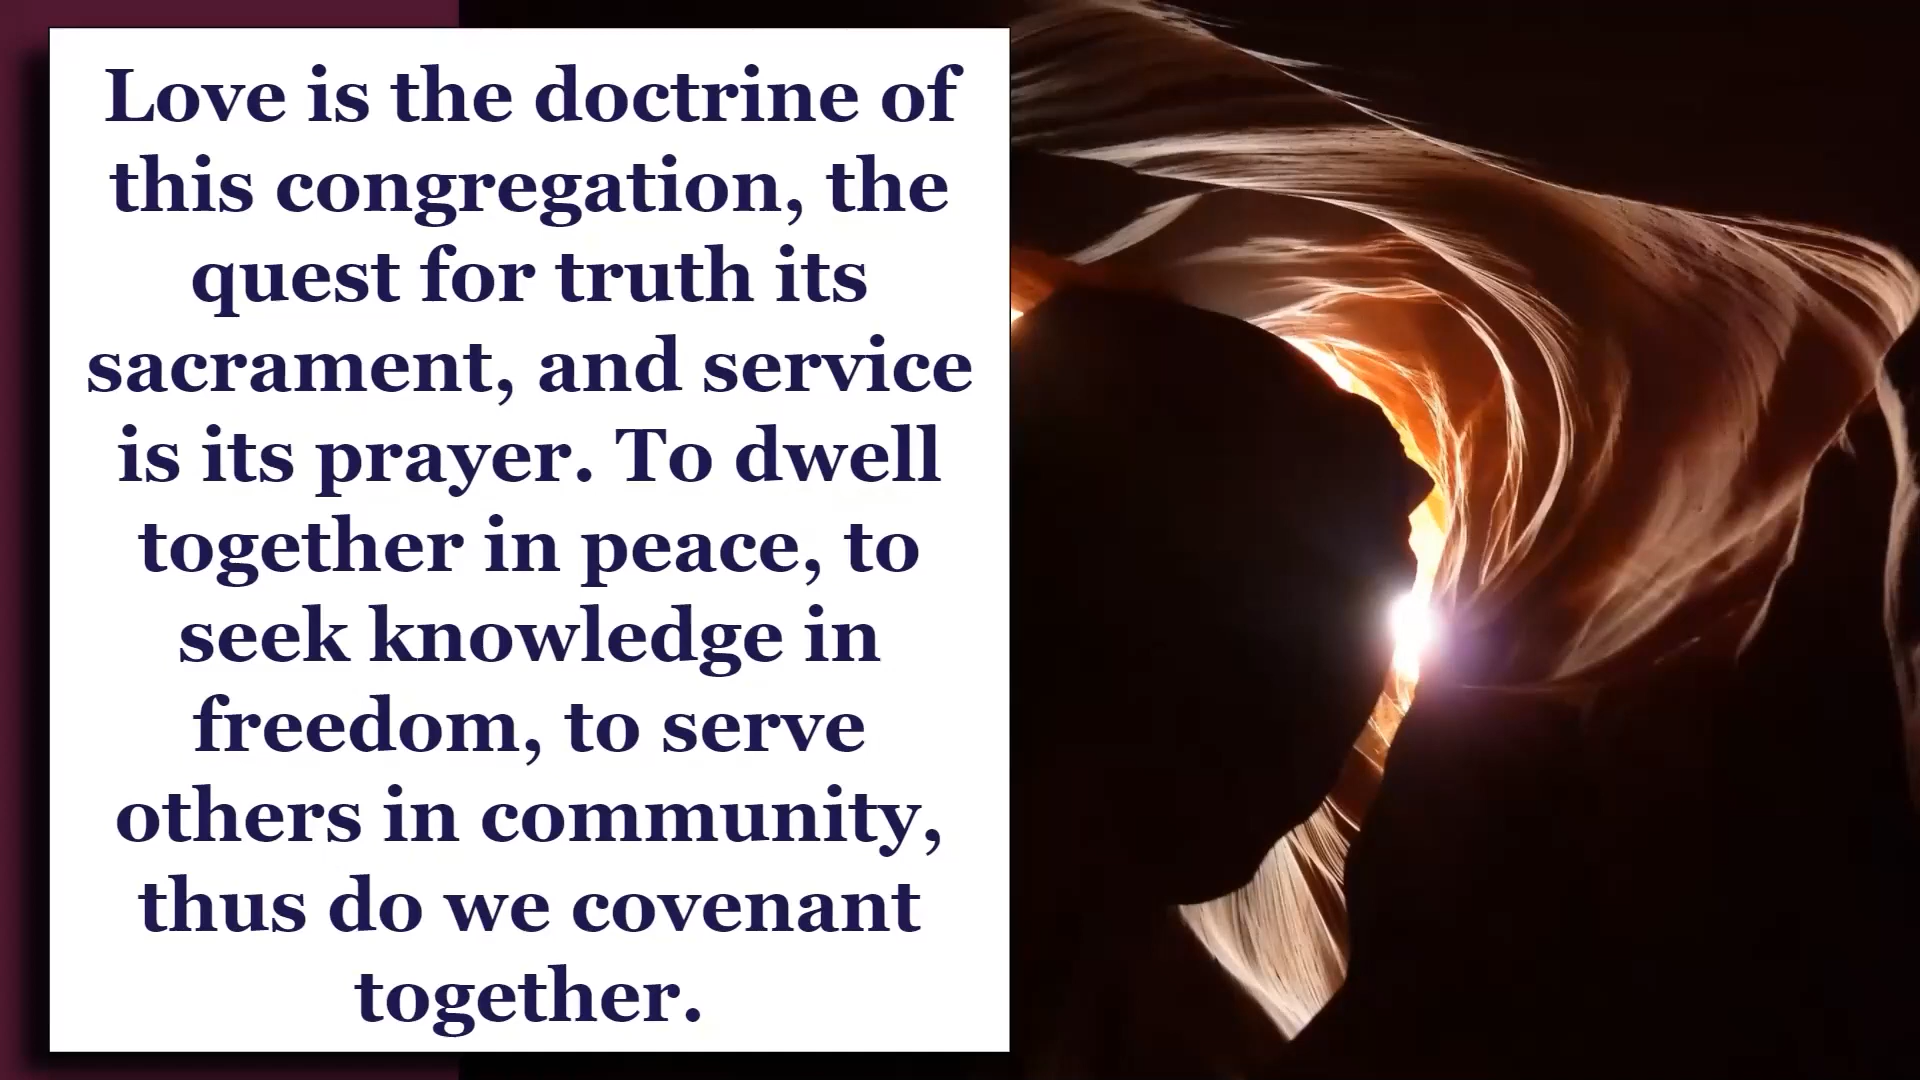 Love is the doctrine of
this congregation, the
quest for truth its
sacrament, and service
is its prayer. To dwell
together in peace, to
seek knowledge in
freedom, to serve
others in community,
thus do we covenant
together.